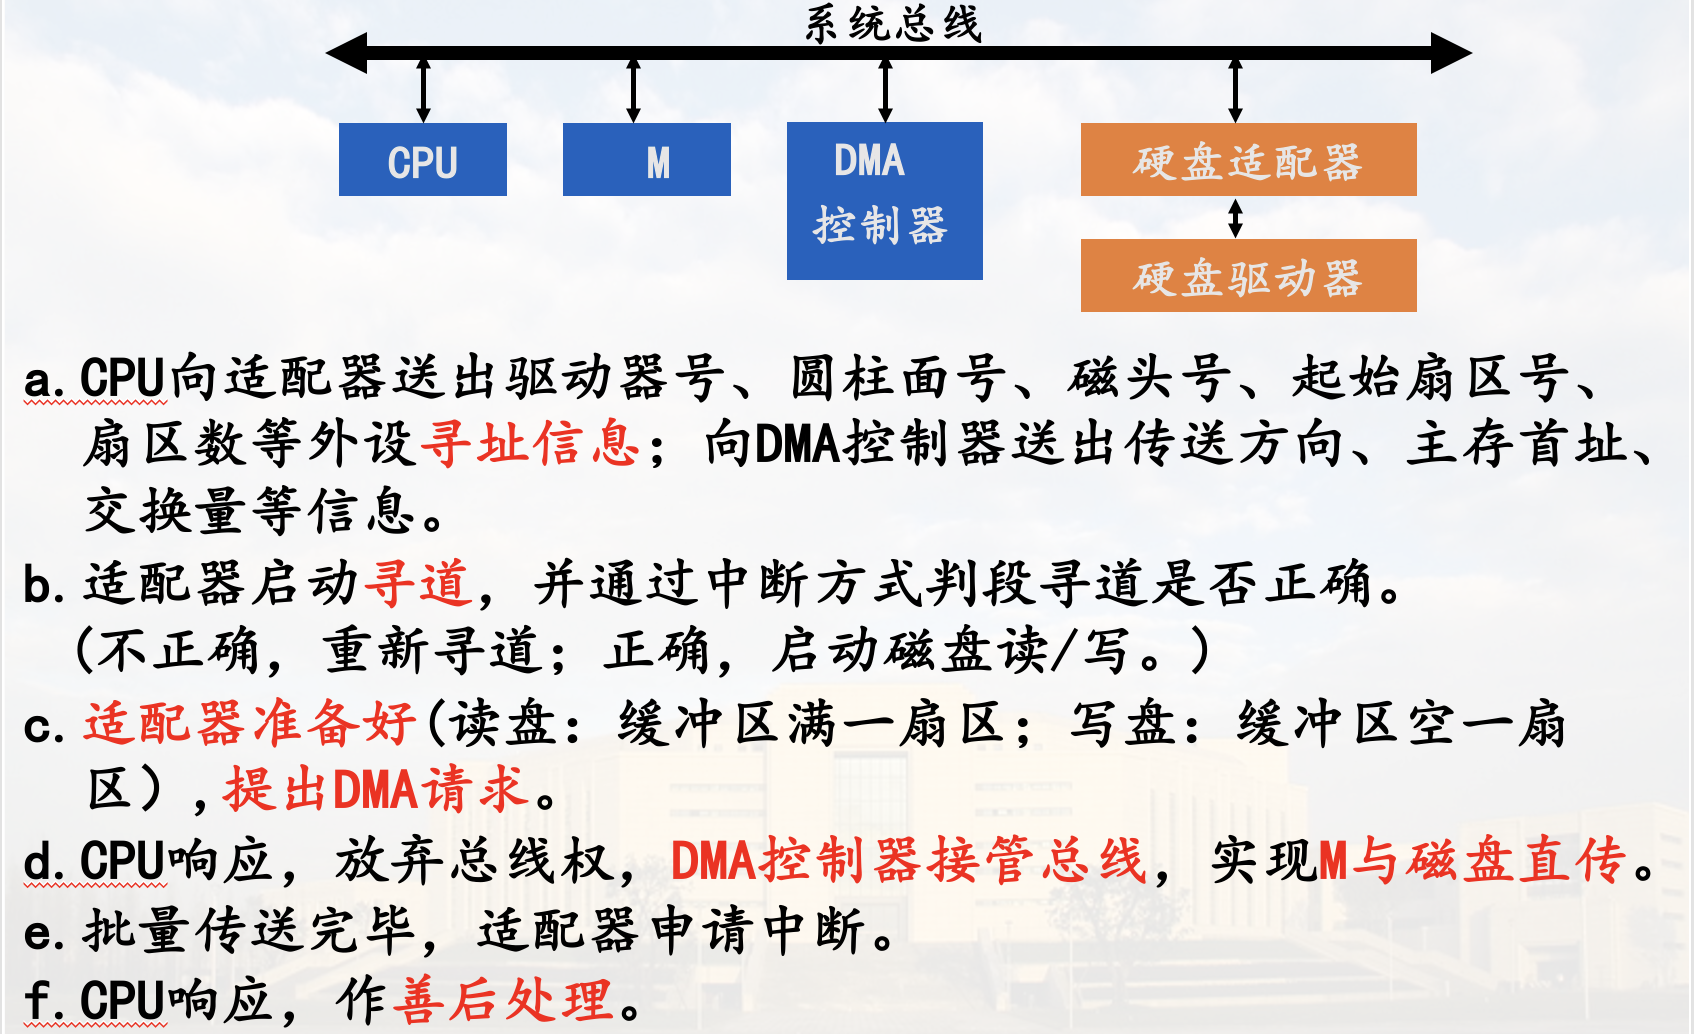 系统总线
CPU
M
DMA
控制器
硬盘适配器
硬盘驱动器
a.CPU向适配器送出驱动器号、圆柱面号、磁头号、起始扇区号、
扇区数等外设寻址信息；向DMA控制器送出传送方向、主存首址、
交换量等信息。
b.适配器启动寻道，并通过中断方式判段寻道是否正确。
(不正确，重新寻道；正确，启动磁盘读/写。)
c.适配器准备好(读盘：缓冲区满一扇区；写盘：缓冲区空一扇
区）,提出DMA请求。
d.CPU响应，放弃总线权，DMA控制器接管总线，实现M与磁盘直传。
e.批量传送完毕，适配器申请中断。
f.CPU响应，作善后处理。